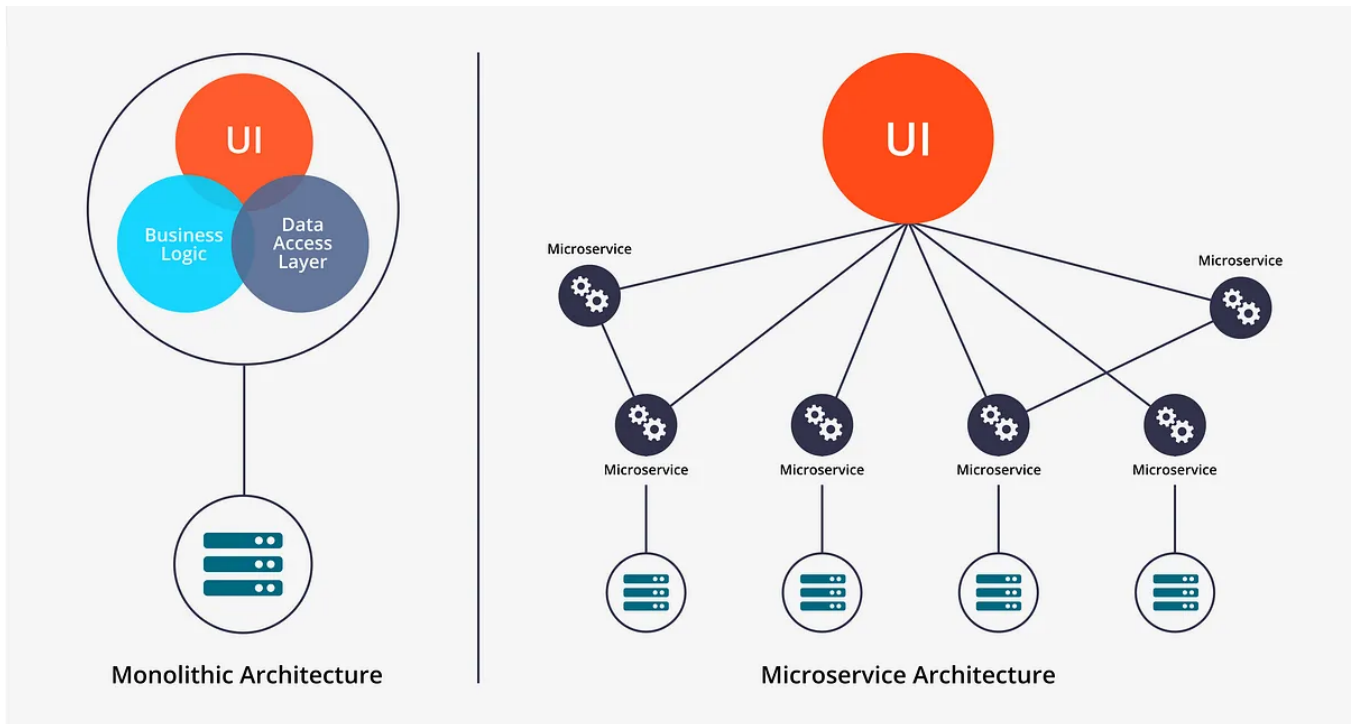 UI
Business
Logic
Data
Access
Layer
Monolithic Architecture
UI
Microservice
Microservice
Microservice
Microservice
Microservice
Microservice
Microservice Architecture